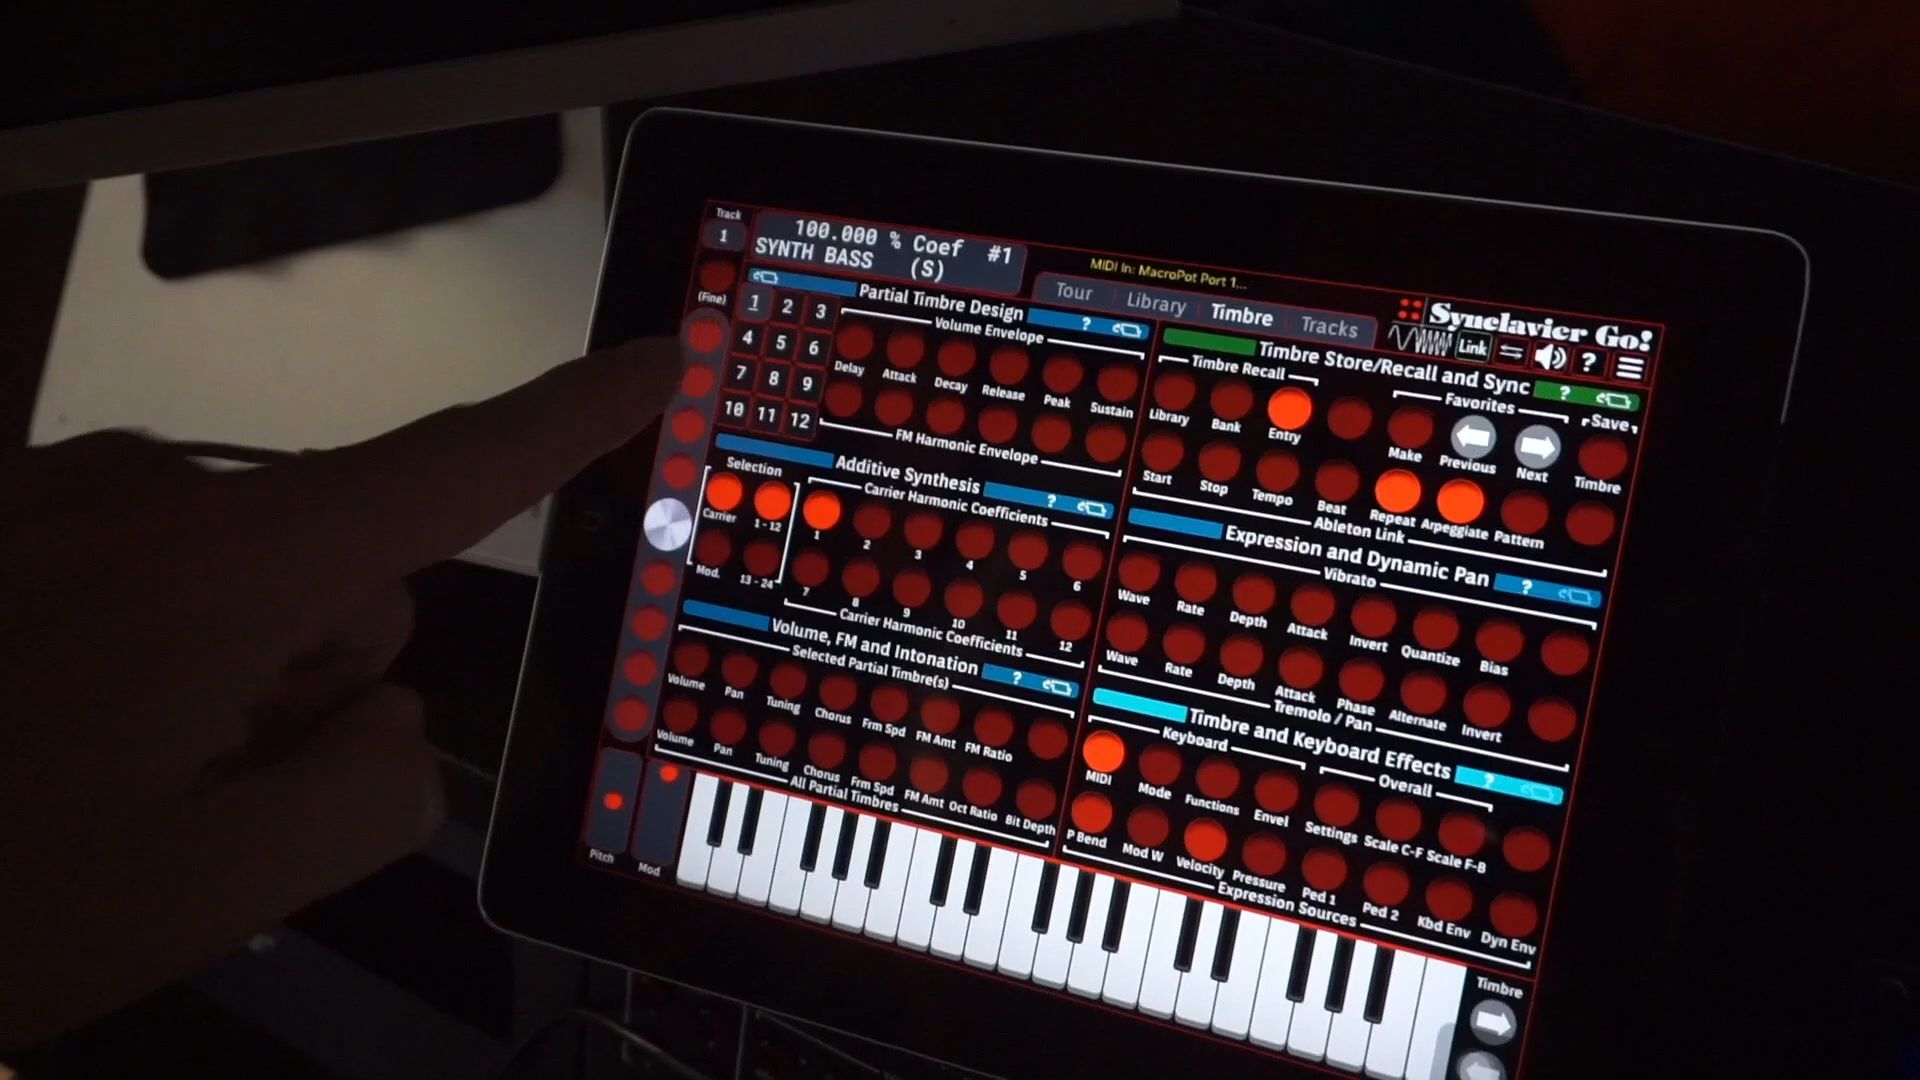 Track
1
(Fine)
100.000 % Coef #1
SYNTH BASS (S)
MIDI In: MacroPot Port 1...
Tour Library Timbre Tracks
Synclavier Go!
Link ?
Partial Timbre Design ?
Volume Envelope
1 2 3
4 5 6
7 8 9
10 11 12
Delay Attack Decay Release Peak Sustain
FM Harmonic Envelope
Additive Synthesis ?
Selection
Carrier 1 - 12
Mod. 13 - 24
Carrier Harmonic Coefficients
1 2 3 4 5 6
7 8 9 10 11 12
Carrier Harmonic Coefficients
Volume, FM and Intonation ?
Selected Partial Timbre(s)
Volume Pan Tuning Chorus Frm Spd FM Amt FM Ratio
Volume Pan Tuning Chorus Frm Spd FM Amt Oct Ratio Bit Depth
All Partial Timbres
Timbre Store/Recall and Sync ?
Timbre Recall
Favorites
Save
Library Bank Entry Make Previous Next Timbre
Start Stop Tempo Beat Repeat Arpeggiate Pattern
Ableton Link
Expression and Dynamic Pan ?
Vibrato
Wave Rate Depth Attack Invert Quantize Bias
Wave Rate Depth Attack Phase Alternate Invert
Tremolo / Pan
Timbre and Keyboard Effects ?
Keyboard
Overall
MIDI Mode Functions Envel Settings Scale C-F Scale F-B
P Bend Mod W Velocity Pressure Ped 1 Ped 2 Kbd Env Dyn Env
Expression Sources
Pitch Mod
Timbre